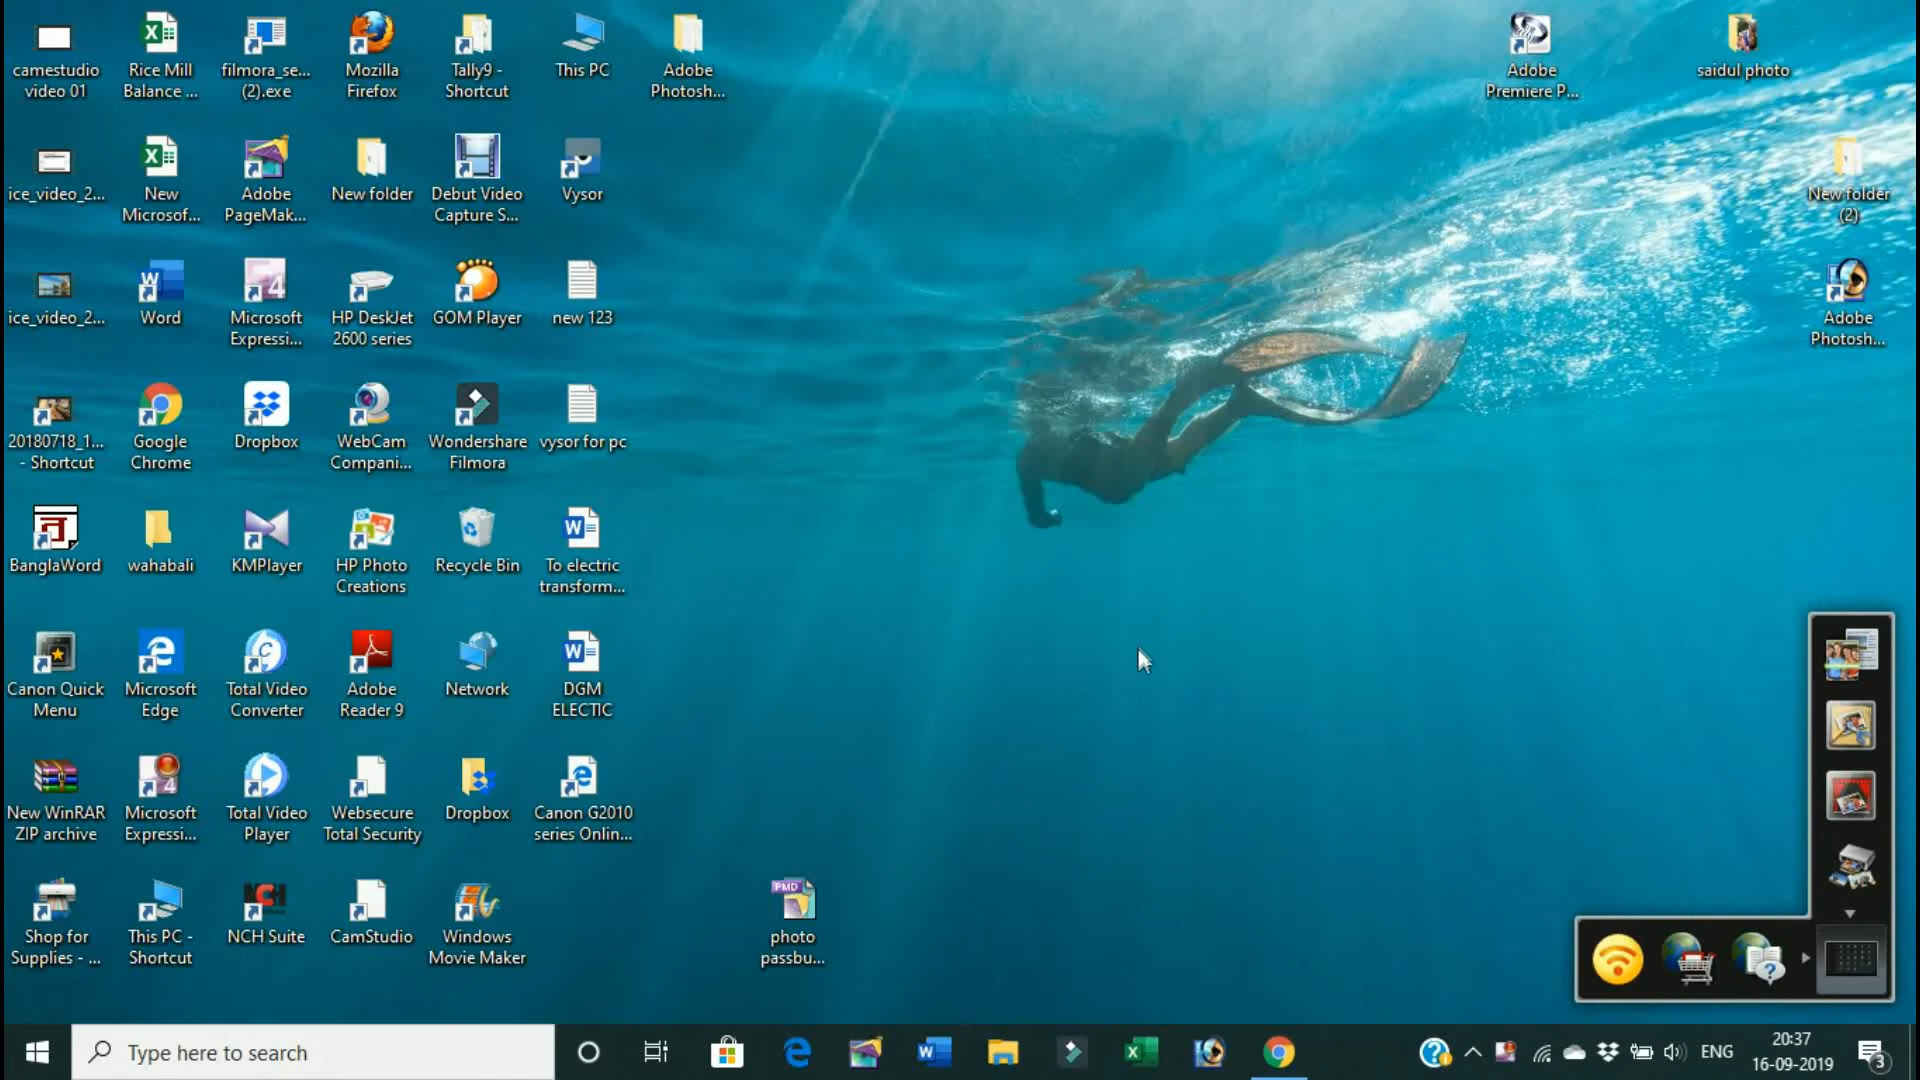 camestudio
video 01
Rice Mill
Balance ...
filmora_se...
(2).exe
Mozilla
Firefox
Tally9 -
Shortcut
This PC
Adobe
Photosh...
Adobe
Premiere P...
saidul photo
ice_video_2...
New
Microsof...
Adobe
PageMak...
New folder
Debut Video
Capture S...
Vysor
New folder
(2)
ice_video_2...
Word
Microsoft
Expressi...
HP DeskJet
2600 series
GOM Player
new 123
Adobe
Photosh...
20180718_1...
- Shortcut
Google
Chrome
Dropbox
WebCam
Compani...
Wondershare
Filmora
vysor for pc
BanglaWord
wahabali
KMPlayer
HP Photo
Creations
Recycle Bin
To electric
transform...
Canon Quick
Menu
Microsoft
Edge
Total Video
Converter
Adobe
Reader 9
Network
DGM
ELECTIC
New WinRAR
ZIP archive
Microsoft
Expressi...
Total Video
Player
Websecure
Total Security
Dropbox
Canon G2010
series Onlin...
Shop for
Supplies - ...
This PC -
Shortcut
NCH
NCH Suite
CamStudio
Windows
Movie Maker
PMD
photo
passbu...
Type here to search
ENG
20:37
16-09-2019
3